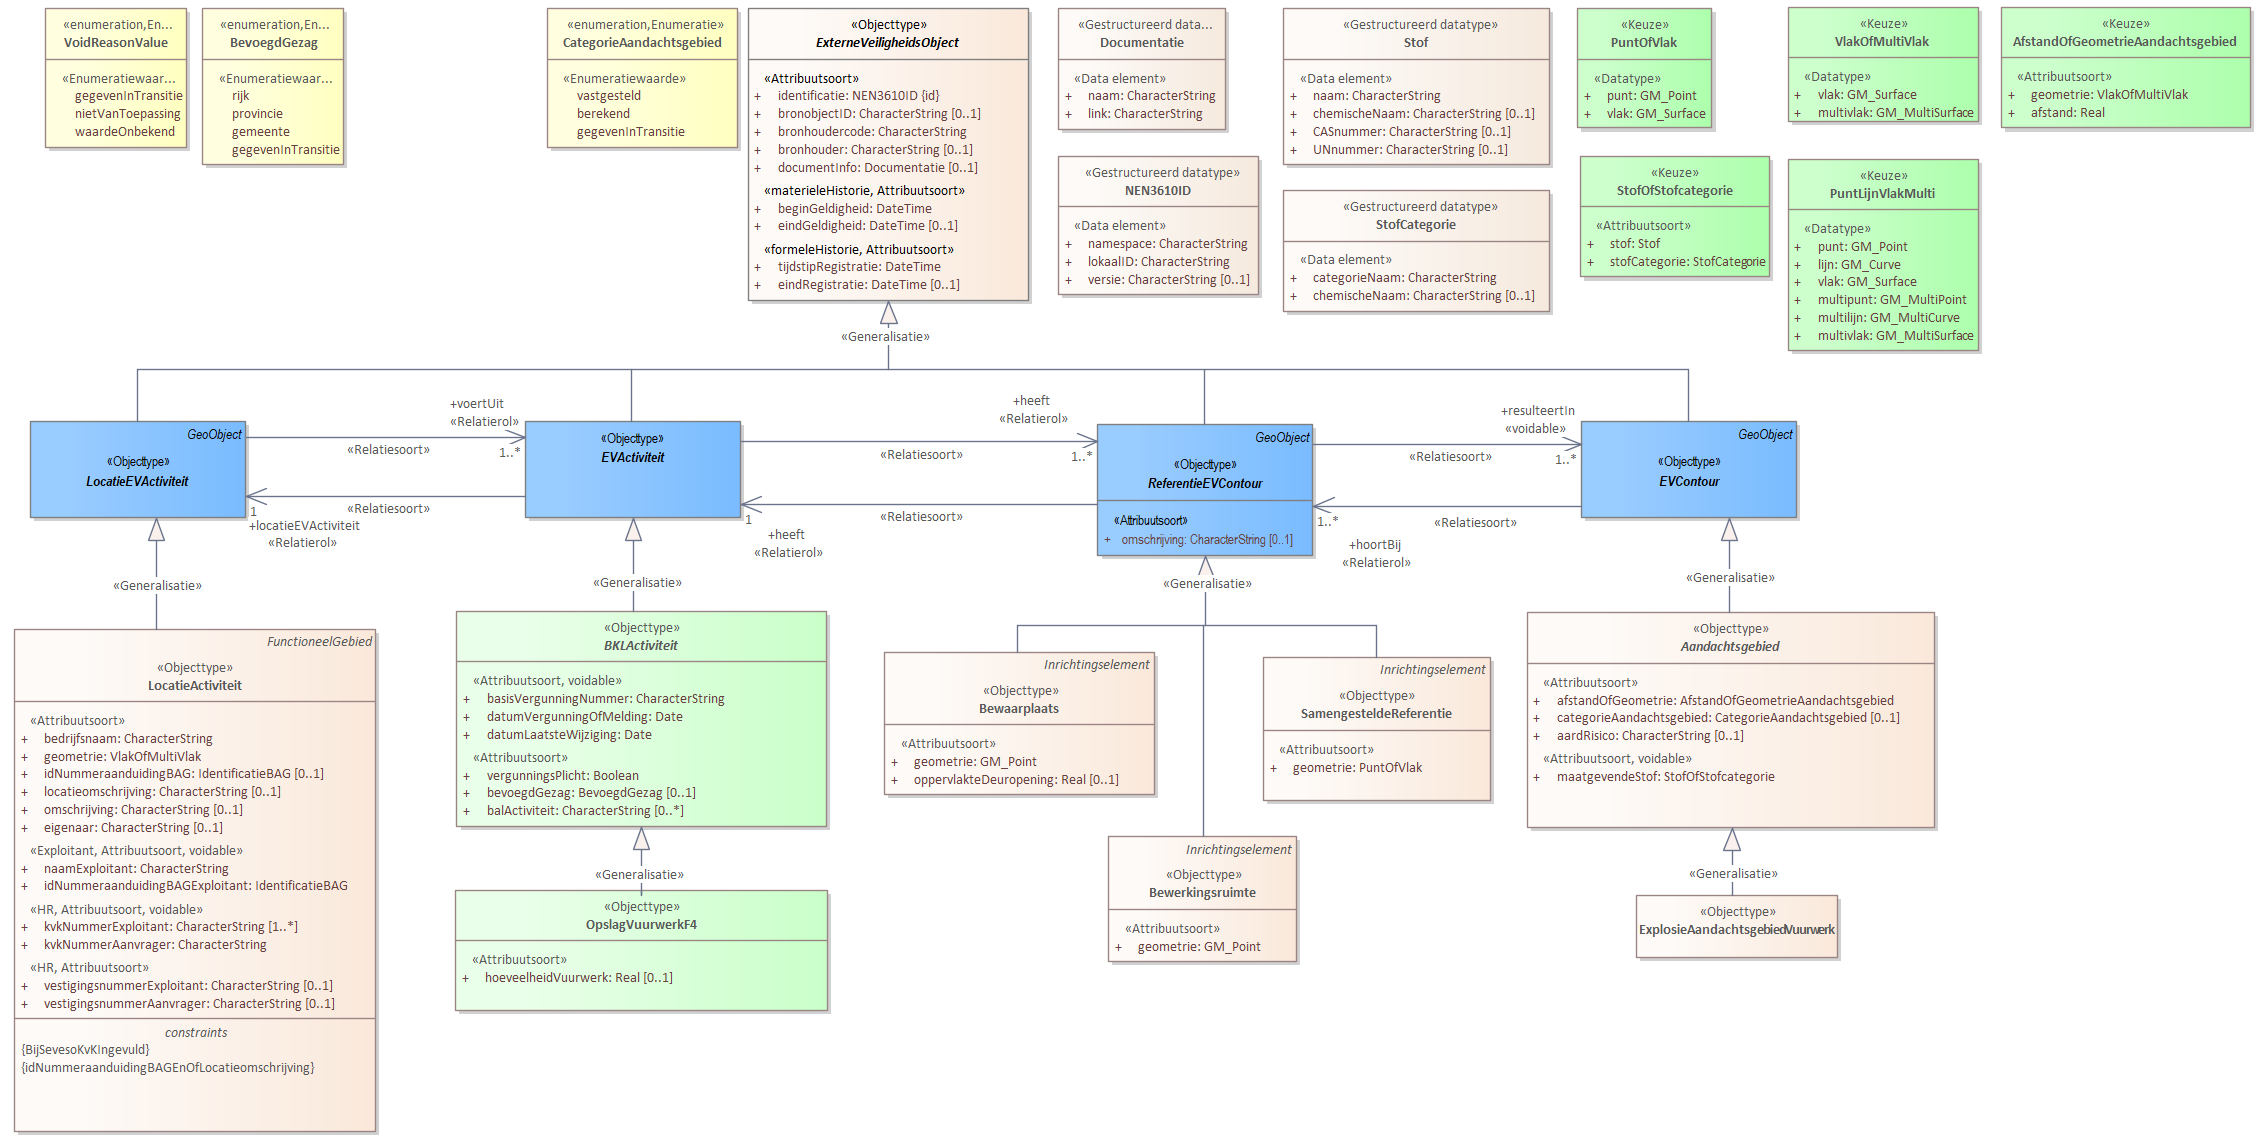 «enumeration,En...
VoidReasonValue
«Enumeratiewaar...
gegevenInTransitie
nietVanToepassing
waardeOnbekend
«enumeration,En...
BevoegdGezag
«Enumeratiewaar...
rijk
provincie
gemeente
gegevenInTransitie
«enumeration,Enumeratie»
CategorieAandachtsgebied
«Enumeratiewaarde»
vastgesteld
berekend
gegevenInTransitie
«Objecttype»
ExterneVeiligheidsObject
«Attribuutsoort»
+ identificatie: NEN3610ID {id}
+ bronobjectID: CharacterString [0..1]
+ bronhoudercode: CharacterString
+ bronhouder: CharacterString [0..1]
+ documentInfo: Documentatie [0..1]
«materieleHistorie, Attribuutsoort»
+ beginGeldigheid: DateTime
+ eindGeldigheid: DateTime [0..1]
«formeleHistorie, Attribuutsoort»
+ tijdstipRegistratie: DateTime
+ eindRegistratie: DateTime [0..1]
«Gestructureerd data...
Documentatie
«Data element»
+ naam: CharacterString
+ link: CharacterString
«Gestructureerd datatype»
NEN3610ID
«Data element»
+ namespace: CharacterString
+ lokaalID: CharacterString
+ versie: CharacterString [0..1]
«Gestructureerd datatype»
Stof
«Data element»
+ naam: CharacterString
+ chemischeNaam: CharacterString [0..1]
+ CASnummer: CharacterString [0..1]
+ UNnummer: CharacterString [0..1]
«Gestructureerd datatype»
StofCategorie
«Data element»
+ categorieNaam: CharacterString
+ chemischeNaam: CharacterString [0..1]
«Keuze»
PuntOfVlak
«Datatype»
+ punt: GM_Point
+ vlak: GM_Surface
«Keuze»
StofOfStofcategorie
«Attribuutsoort»
+ stof: Stof
+ stofCategorie: StofCategorie
«Keuze»
VlakOfMultiVlak
«Datatype»
+ vlak: GM_Surface
+ multivlak: GM_MultiSurface
«Keuze»
PuntLijnVlakMulti
«Datatype»
+ punt: GM_Point
+ lijn: GM_Curve
+ vlak: GM_Surface
+ multipunt: GM_MultiPoint
+ multilijn: GM_MultiCurve
+ multivlak: GM_MultiSurface
«Keuze»
AfstandOfGeometrieAandachtsgebied
«Attribuutsoort»
+ geometrie: VlakOfMultiVlak
+ afstand: Real
«Generalisatie»
GeoObject
«Objecttype»
LocatieEVActiviteit
+voertUit
«Relatierol»
1..*
«Relatiesoort»
«Relatiesoort»
1
+locatieEVActiviteit
«Relatierol»
«Objecttype»
EVActiviteit
+heeft
«Relatierol»
1..*
«Relatiesoort»
«Relatiesoort»
1
+heeft
«Relatierol»
GeoObject
«Objecttype»
ReferentieEVContour
«Attribuutsoort»
+ omschrijving: CharacterString [0..1]
+resulteertIn
«voidable»
1..*
«Relatiesoort»
«Relatiesoort»
1..*
+hoortBij
«Relatierol»
GeoObject
«Objecttype»
EVContour
«Generalisatie»
«Generalisatie»
«Generalisatie»
«Generalisatie»
FunctioneelGebied
«Objecttype»
LocatieActiviteit
«Attribuutsoort»
+ bedrijfsnaam: CharacterString
+ geometrie: VlakOfMultiVlak
+ idNummeraanduidingBAG: IdentificatieBAG [0..1]
+ locatieomschrijving: CharacterString [0..1]
+ omschrijving: CharacterString [0..1]
+ eigenaar: CharacterString [0..1]
«Exploitant, Attribuutsoort, voidable»
+ naamExploitant: CharacterString
+ idNummeraanduidingBAGExploitant: IdentificatieBAG
«HR, Attribuutsoort, voidable»
+ kvkNummerExploitant: CharacterString [1..*]
+ kvkNummerAanvrager: CharacterString
«HR, Attribuutsoort»
+ vestigingsnummerExploitant: CharacterString [0..1]
+ vestigingsnummerAanvrager: CharacterString [0..1]
constraints
{BijSevesoKvKIngevuld}
{idNummeraanduidingBAGEnOfLocatieomschrijving}
«Objecttype»
BKLActiviteit
«Attribuutsoort, voidable»
+ basisVergunningNummer: CharacterString
+ datumVergunningOfMelding: Date
+ datumLaatsteWijziging: Date
«Attribuutsoort»
+ vergunningsPlicht: Boolean
+ bevoegdGezag: BevoegdGezag [0..1]
+ balActiviteit: CharacterString [0..*]
«Generalisatie»
«Objecttype»
OpslagVuurwerkF4
«Attribuutsoort»
+ hoeveelheidVuurwerk: Real [0..1]
Inrichtingselement
«Objecttype»
Bewaarplaats
«Attribuutsoort»
+ geometrie: GM_Point
+ oppervlakteDeuropening: Real [0..1]
Inrichtingselement
«Objecttype»
SamengesteldeReferentie
«Attribuutsoort»
+ geometrie: PuntOfVlak
Inrichtingselement
«Objecttype»
Bewerkingsruimte
«Attribuutsoort»
+ geometrie: GM_Point
«Objecttype»
Aandachtsgebied
«Attribuutsoort»
+ afstandOfGeometrie: AfstandOfGeometrieAandachtsgebied
+ categorieAandachtsgebied: CategorieAandachtsgebied [0..1]
+ aardRisico: CharacterString [0..1]
«Attribuutsoort, voidable»
+ maatgevendeStof: StofOfStofcategorie
«Generalisatie»
«Objecttype»
ExplosieAandachtsgebiedVuurwerk